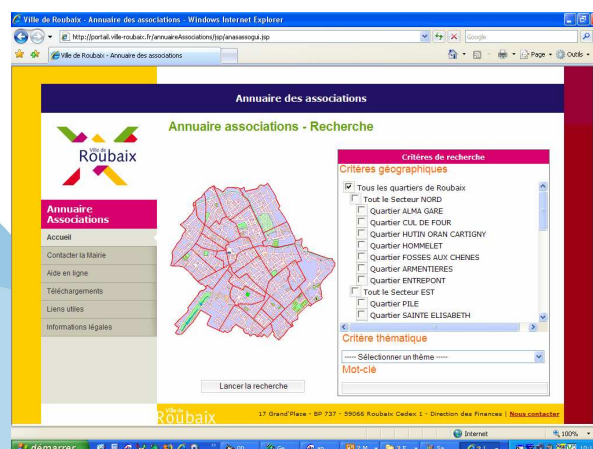 Ville de Roubaix - Annuaire des associations - Windows Internet Explorer
http://portail.ville-roubaix.fr/annuaireAssociations/jsp/anasassogui.jsp
Google
Ville de Roubaix - Annuaire des associations
Page
Outils
Annuaire des associations
Ville de
Roubaix
Annuaire associations - Recherche
Critères de recherche
Critères géographiques
Tous les quartiers de Roubaix
Tout le Secteur NORD
Quartier ALMA GARE
Quartier CUL DE FOUR
Quartier HUTIN ORAN CARTIGNY
Quartier HOMMELET
Quartier FOSSES AUX CHENES
Quartier ARMENTIERES
Quartier ENTREPONT
Tout le Secteur EST
Quartier PILE
Quartier SAINTE ELISABETH
Critère thématique
----- Sélectionner un thème -----
Mot-clé
Annuaire
Associations
Accueil
Contacter la Mairie
Aide en ligne
Téléchargements
Liens utiles
Informations légales
Lancer la recherche
Ville de
Roubaix
17 Grand'Place - BP 737 - 59066 Roubaix Cedex 1 - Direction des Finances | Nous contacter
Internet
100%
démarrer